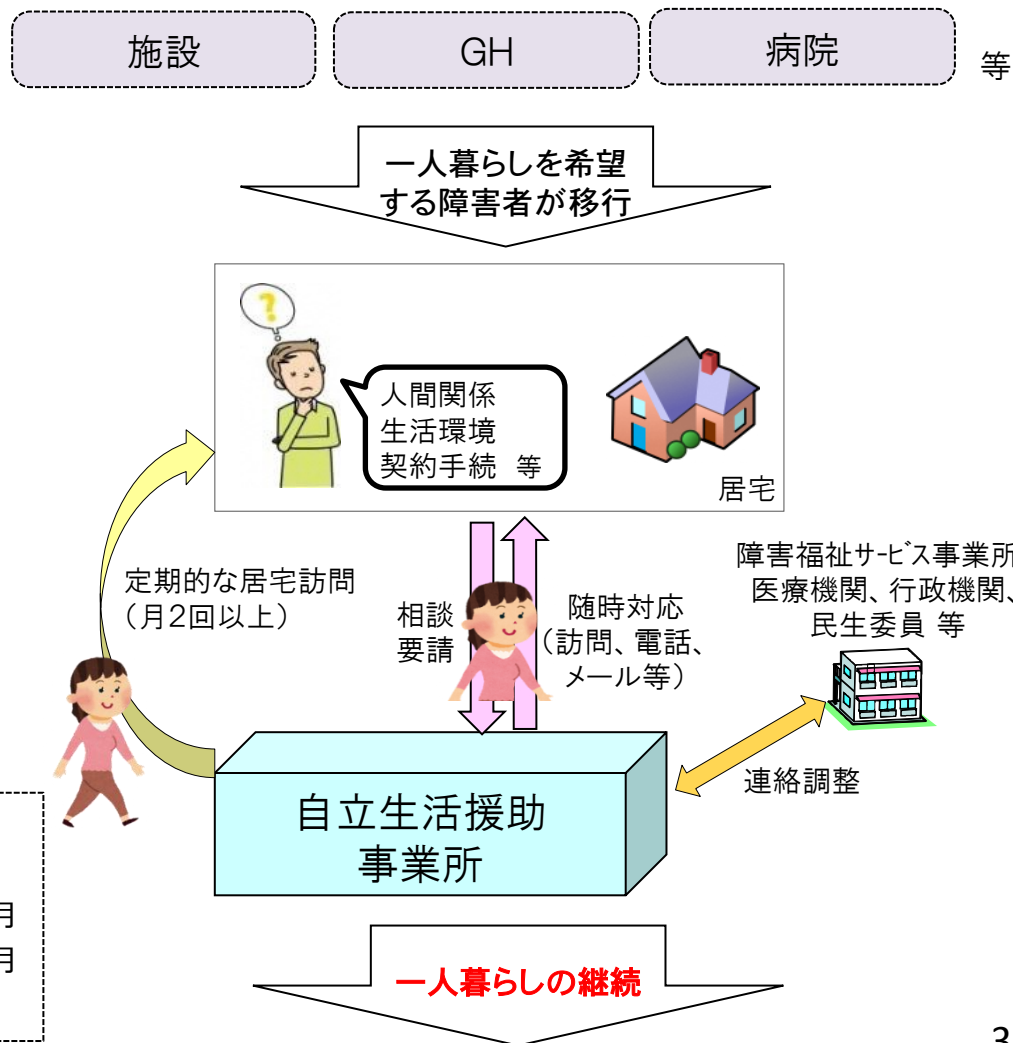 施設
GH
病院
等
一人暮らしを希望
する障害者が移行
?
人間関係
生活環境
契約手続 等
居宅
定期的な居宅訪問
（月2回以上）
相談
要請
随時対応
（訪問、電話、
メール等）
障害福祉サービス事業所
医療機関、行政機関、
民生委員 等
連絡調整
自立生活援助
事業所
月
月
一人暮らしの継続
3